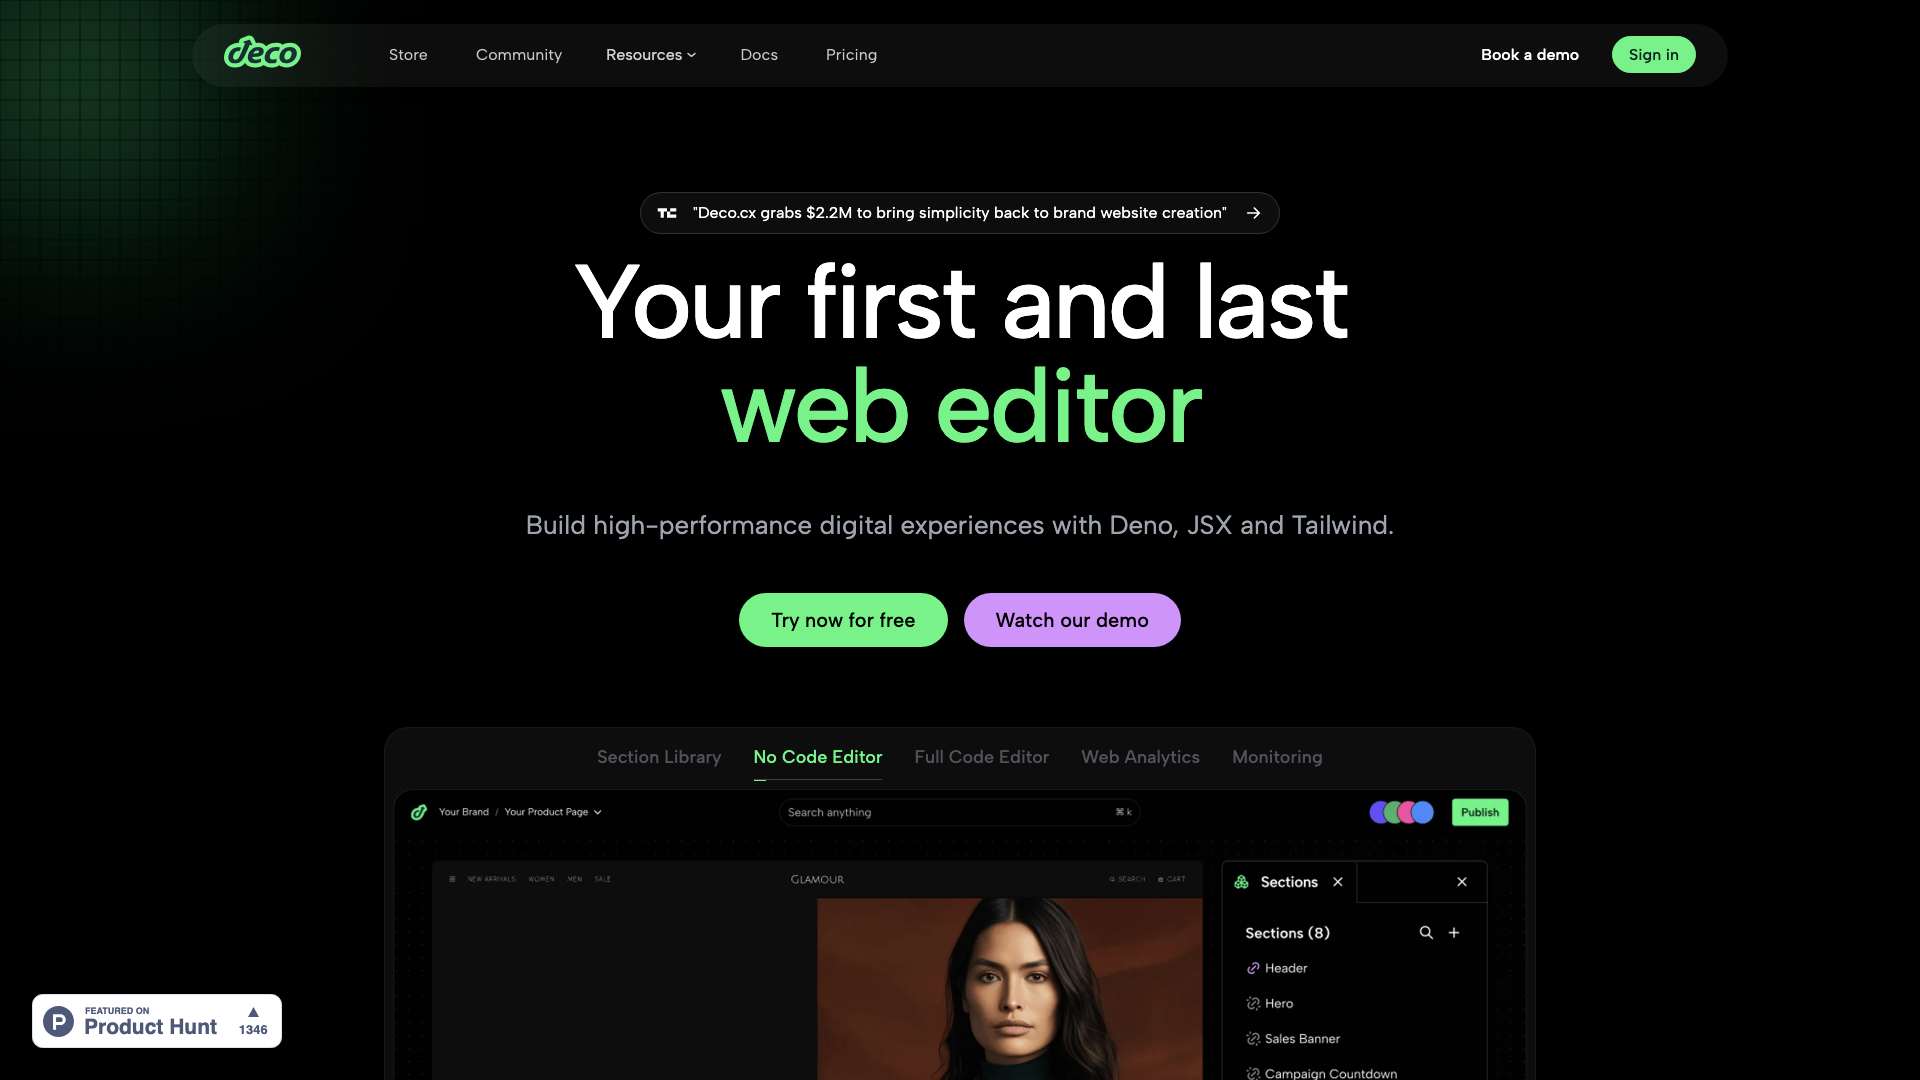 deco
Store
Community
Resources
Docs
Pricing
Book a demo
Sign in
TC "Deco.cx grabs $2.2M to bring simplicity back to brand website creation"
Your first and last
web editor
Build high-performance digital experiences with Deno, JSX and Tailwind.
Try now for free
Watch our demo
Section Library
No Code Editor
Full Code Editor
Web Analytics
Monitoring
Your Brand / Your Product Page
Search anything
⌘ k
Publish
NEW ARRIVALS
WOMEN
MEN
SALE
GLAMOUR
SEARCH
CART
Sections
Sections (8)
Header
Hero
Sales Banner
Campaign Countdown
P
FEATURED ON
Product Hunt
1346